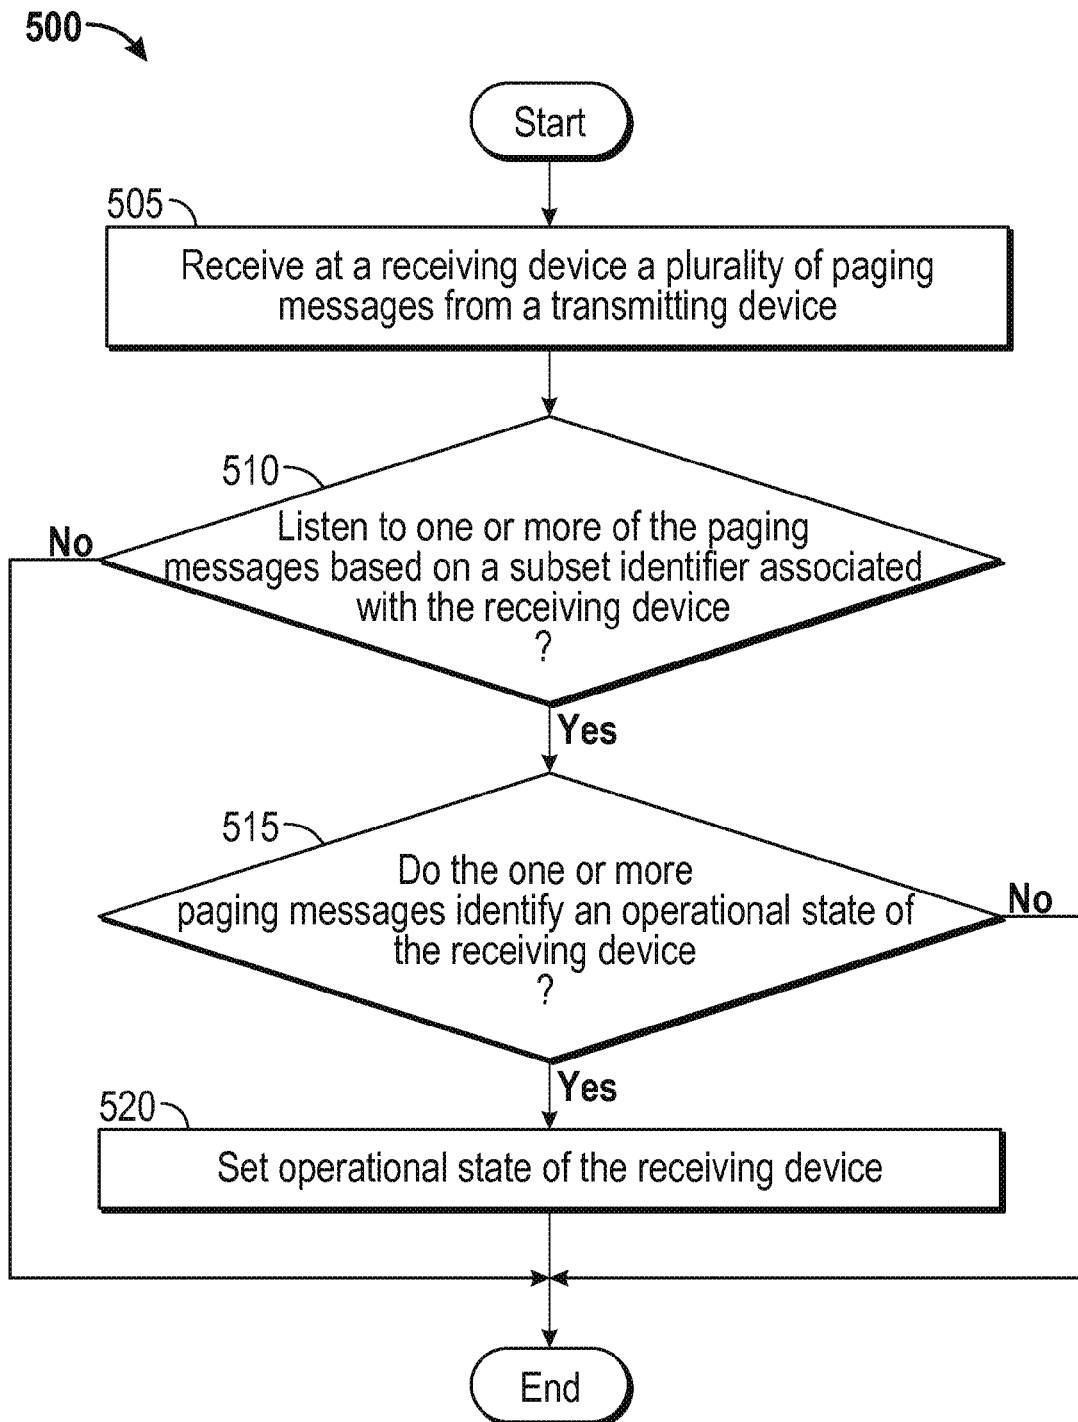 500
Start
505
Receive at a receiving device a plurality of paging
messages from a transmitting device
510
Listen to one or more of the paging
messages based on a subset identifier associated
with the receiving device
?
No
Yes
515
Do the one or more
paging messages identify an operational state of
the receiving device
?
No
Yes
520
Set operational state of the receiving device
End